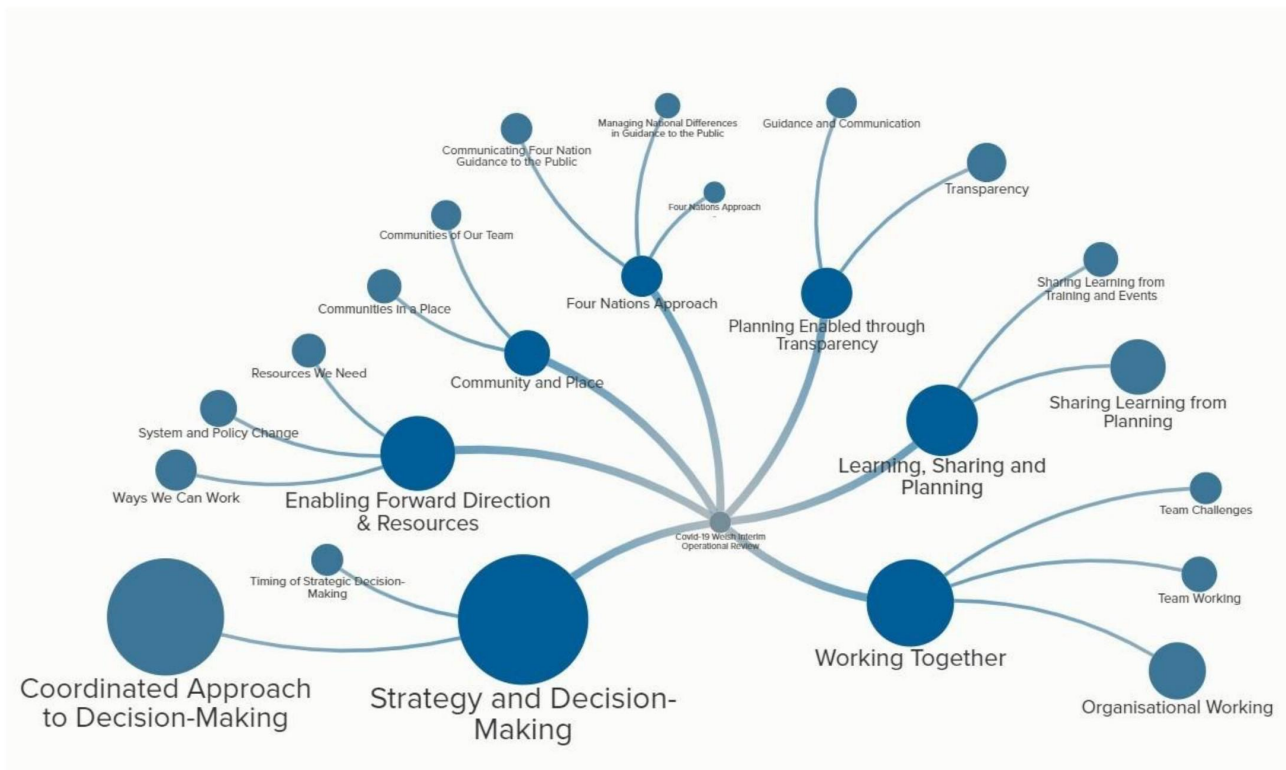 Managing National Differences
in Guidance to the Public
Guidance and Communication
Communicating Four Nation
Guidance to the Public
Transparency
Four Nations Approach
Communities of Our Team
Sharing Learning from
Training and Events
Communities in a Place
Four Nations Approach
Planning Enabled through
Transparency
Resources We Need
Community and Place
Sharing Learning from
Planning
System and Policy Change
Learning, Sharing and
Planning
Ways We Can Work
Enabling Forward Direction
& Resources
Team Challenges
Covid-19 Welsh Interim
Operational Review
Timing of Strategic Decision-
Making
Team Working
Working Together
Coordinated Approach
to Decision-Making
Strategy and Decision-
Making
Organisational Working